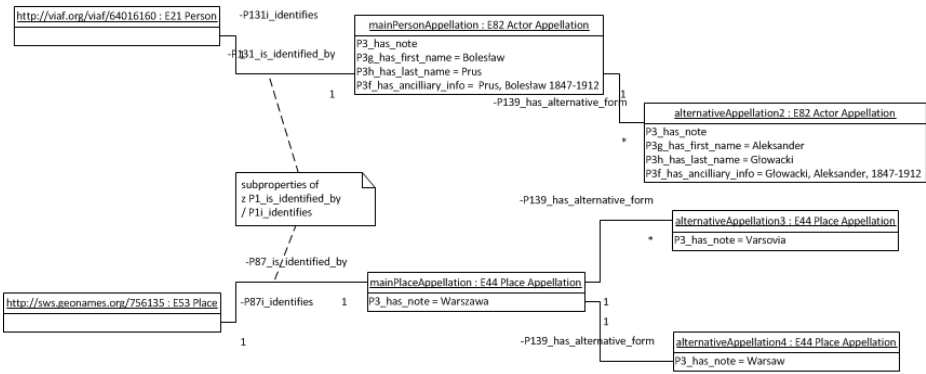 http://viaf.org/viaf/64016160 : E21 Person
-P131i_identifies
-P131_is_identified_by
1
1
mainPersonAppellation : E82 Actor Appellation
P3_has_note
P3g_has_first_name = Bolesław
P3h_has_last_name = Prus
P3f_has_ancilliary_info = Prus, Bolesław 1847-1912
1
-P139_has_alternative_form
*
alternativeAppellation2 : E82 Actor Appellation
P3_has_note
P3g_has_first_name = Aleksander
P3h_has_last_name = Głowacki
P3f_has_ancilliary_info = Głowacki, Aleksander, 1847-1912
subproperties of
z P1_is_identified_by
/ P1i_identifies
-P139_has_alternative_form
*
alternativeAppellation3 : E44 Place Appellation
P3_has_note = Varsovia
-P87_is_identified_by
mainPlaceAppellation : E44 Place Appellation
P3_has_note = Warszawa
http://sws.geonames.org/756135 : E53 Place
-P87i_identifies
1
1
1
1
-P139_has_alternative_form
alternativeAppellation4 : E44 Place Appellation
P3_has_note = Warsaw